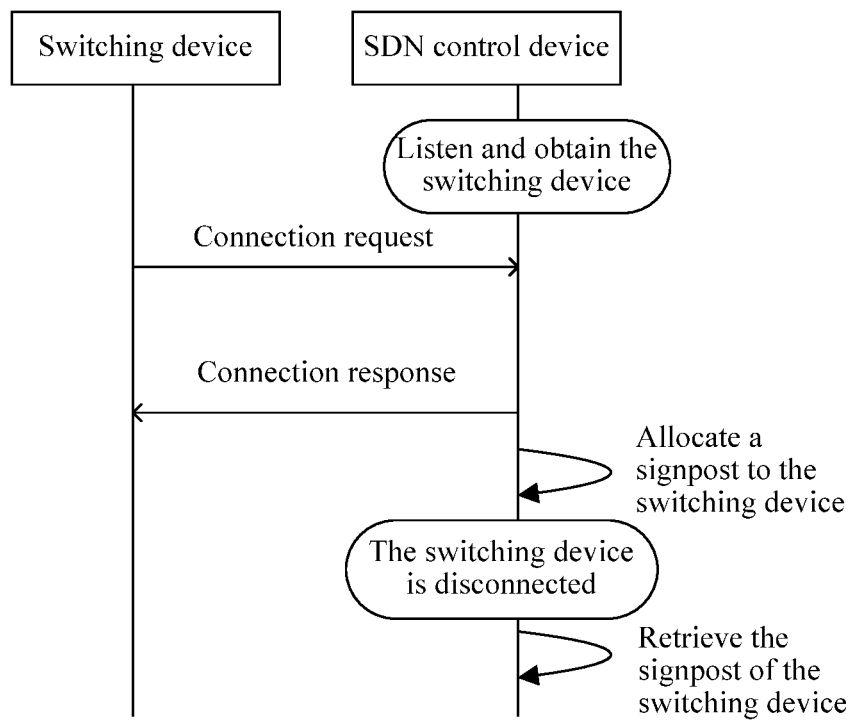 Switching device
SDN control device
Listen and obtain the
switching device
Connection request
Connection response
Allocate a
signpost to the
switching device
The switching device
is disconnected
Retrieve the
signpost of the
switching device